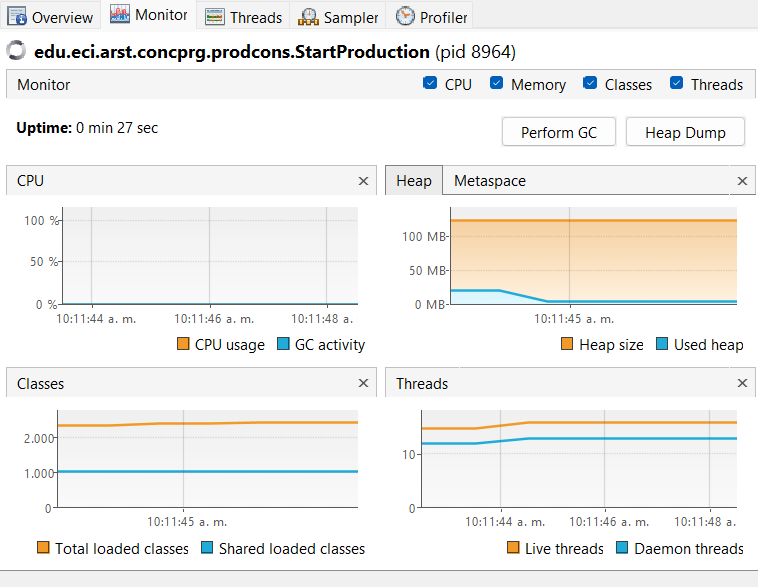 Overview Monitor Threads Sampler Profiler
edu.eci.arst.concprg.prodcons.StartProduction (pid 8964)
Monitor CPU Memory Classes Threads
Uptime: 0 min 27 sec
Perform GC Heap Dump
CPU
100 %
50 %
0 %
10:11:44 a. m. 10:11:46 a. m. 10:11:48 a.
CPU usage GC activity
Heap Metaspace
100 MB
50 MB
0 MB
10:11:45 a. m.
Heap size Used heap
Classes
2.000
1.000
0
10:11:45 a. m.
Total loaded classes Shared loaded classes
Threads
10
0
10:11:44 a. m. 10:11:46 a. m. 10:11:48 a.
Live threads Daemon threads